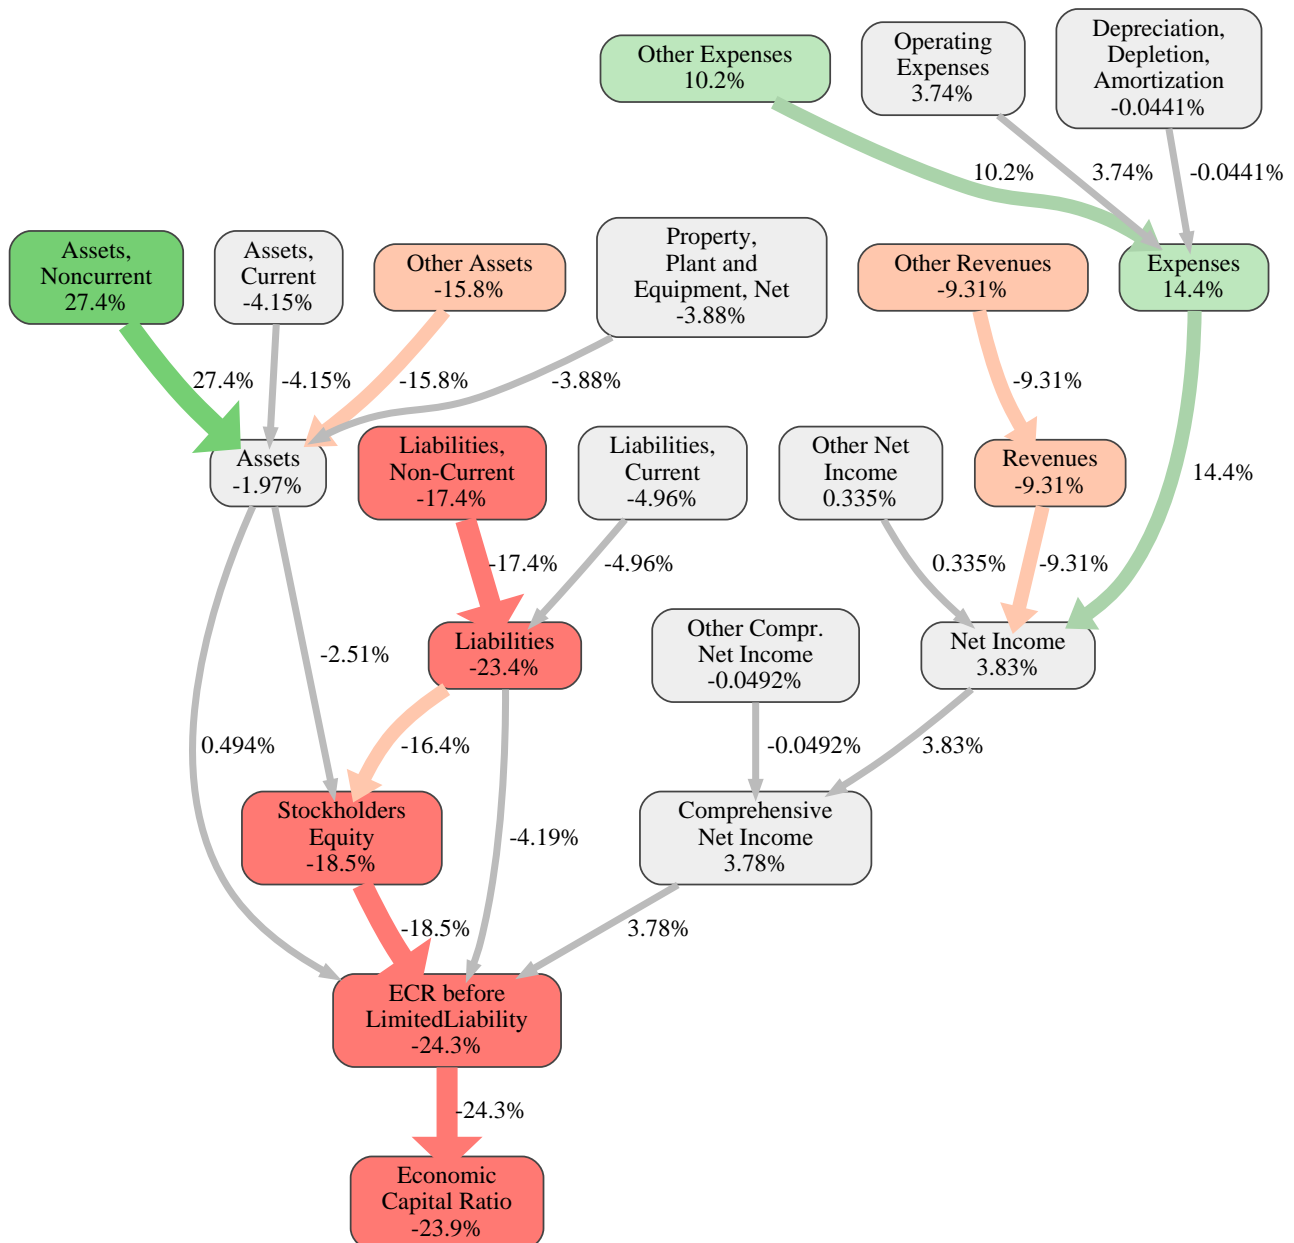 Other Expenses
10.2%
Operating
Expenses
3.74%
Depreciation,
Depletion,
Amortization
-0.0441%
10.2%
3.74%
-0.0441%
Assets,
Noncurrent
27.4%
Assets,
Current
-4.15%
Other Assets
-15.8%
Property,
Plant and
Equipment, Net
-3.88%
Other Revenues
-9.31%
Expenses
14.4%
27.4%
-4.15%
-15.8%
-3.88%
-9.31%
14.4%
Assets
-1.97%
Liabilities,
Non-Current
-17.4%
Liabilities,
Current
-4.96%
Other Net
Income
0.335%
Revenues
-9.31%
-17.4%
-4.96%
0.335%
-9.31%
Liabilities
-23.4%
Other Compr.
Net Income
-0.0492%
Net Income
3.83%
-2.51%
0.494%
-16.4%
-0.0492%
3.83%
Stockholders
Equity
-18.5%
-4.19%
Comprehensive
Net Income
3.78%
-18.5%
3.78%
ECR before
LimitedLiability
-24.3%
-24.3%
Economic
Capital Ratio
-23.9%